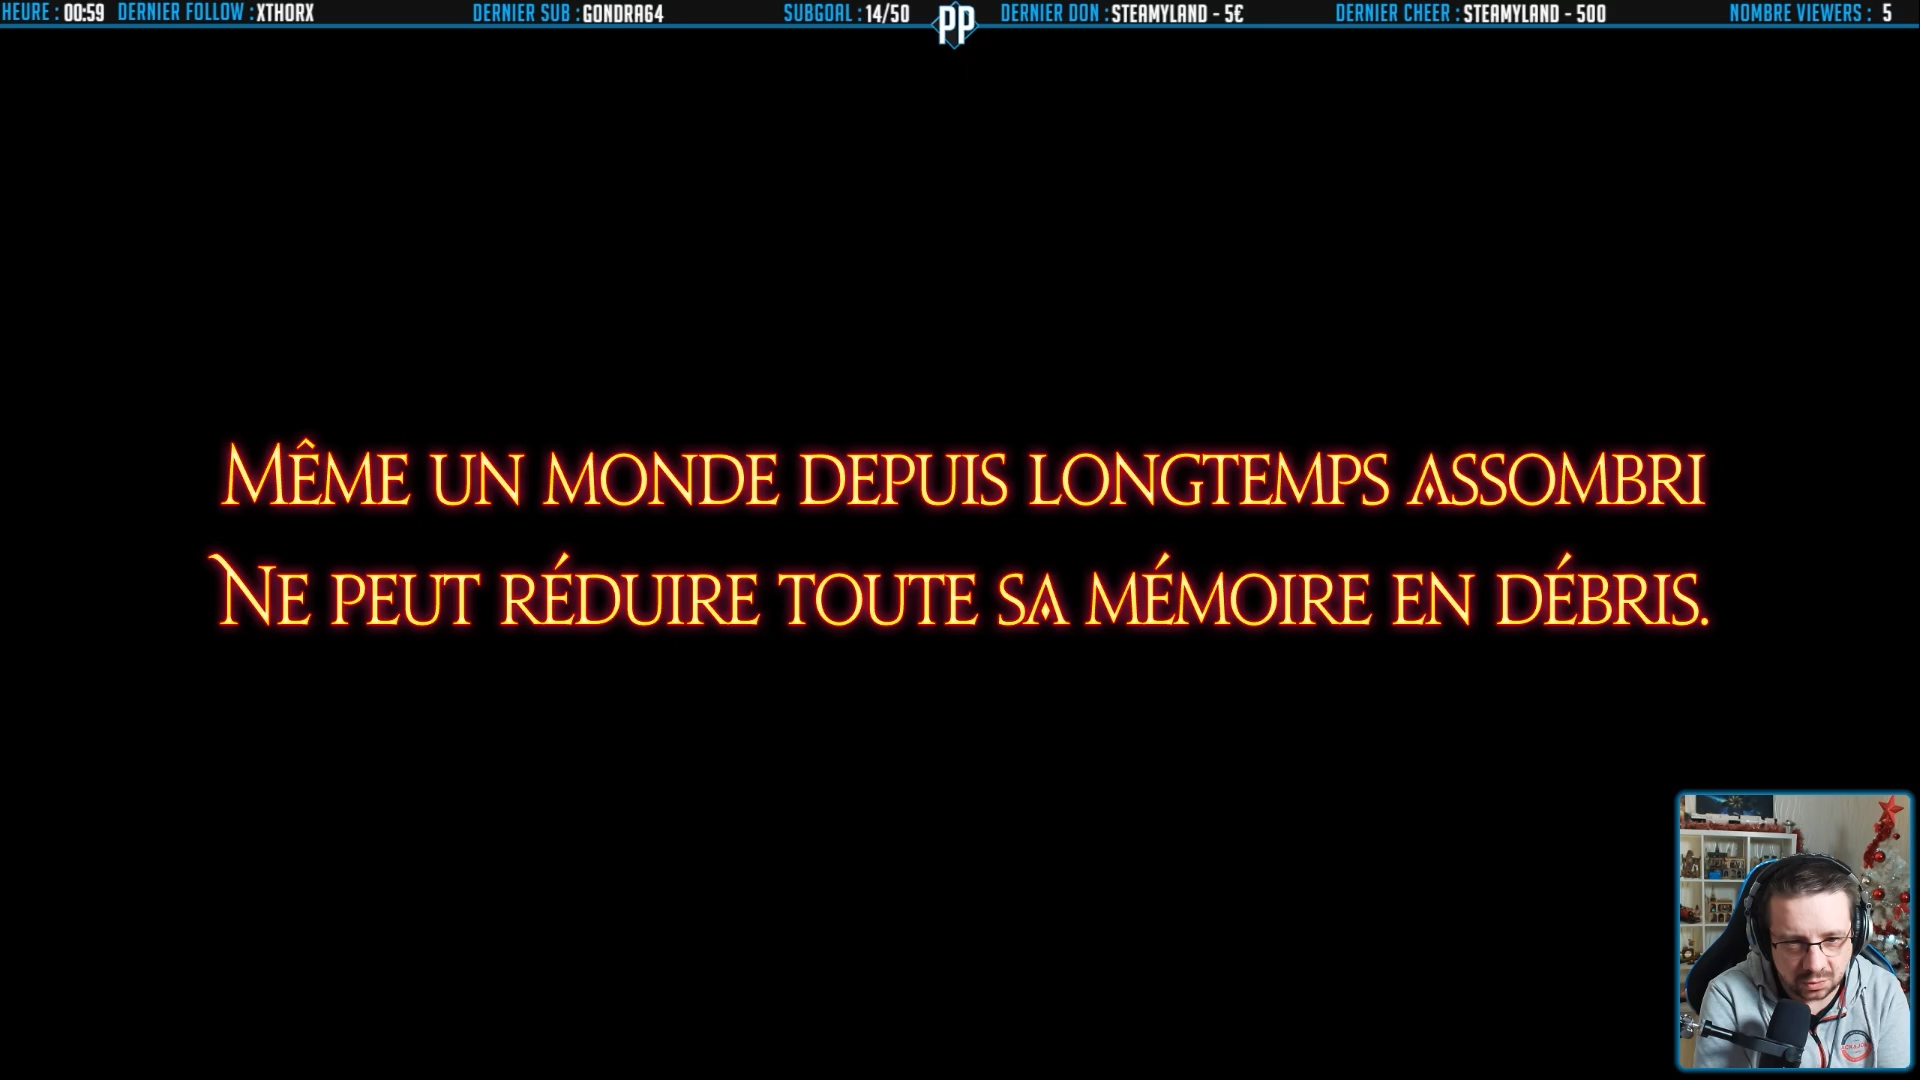 HEURE : 00:59 DERNIER FOLLOW : XTHORX DERNIER SUB : GONDRA64 SUBGOAL : 14/50 PP DERNIER DON : STEAMYLAND - 5€ DERNIER CHEER : STEAMYLAND - 500 NOMBRE VIEWERS : 5
MÊME UN MONDE DEPUIS LONGTEMPS ASSOMBRI
NE PEUT RÉDUIRE TOUTE SA MÉMOIRE EN DÉBRIS.